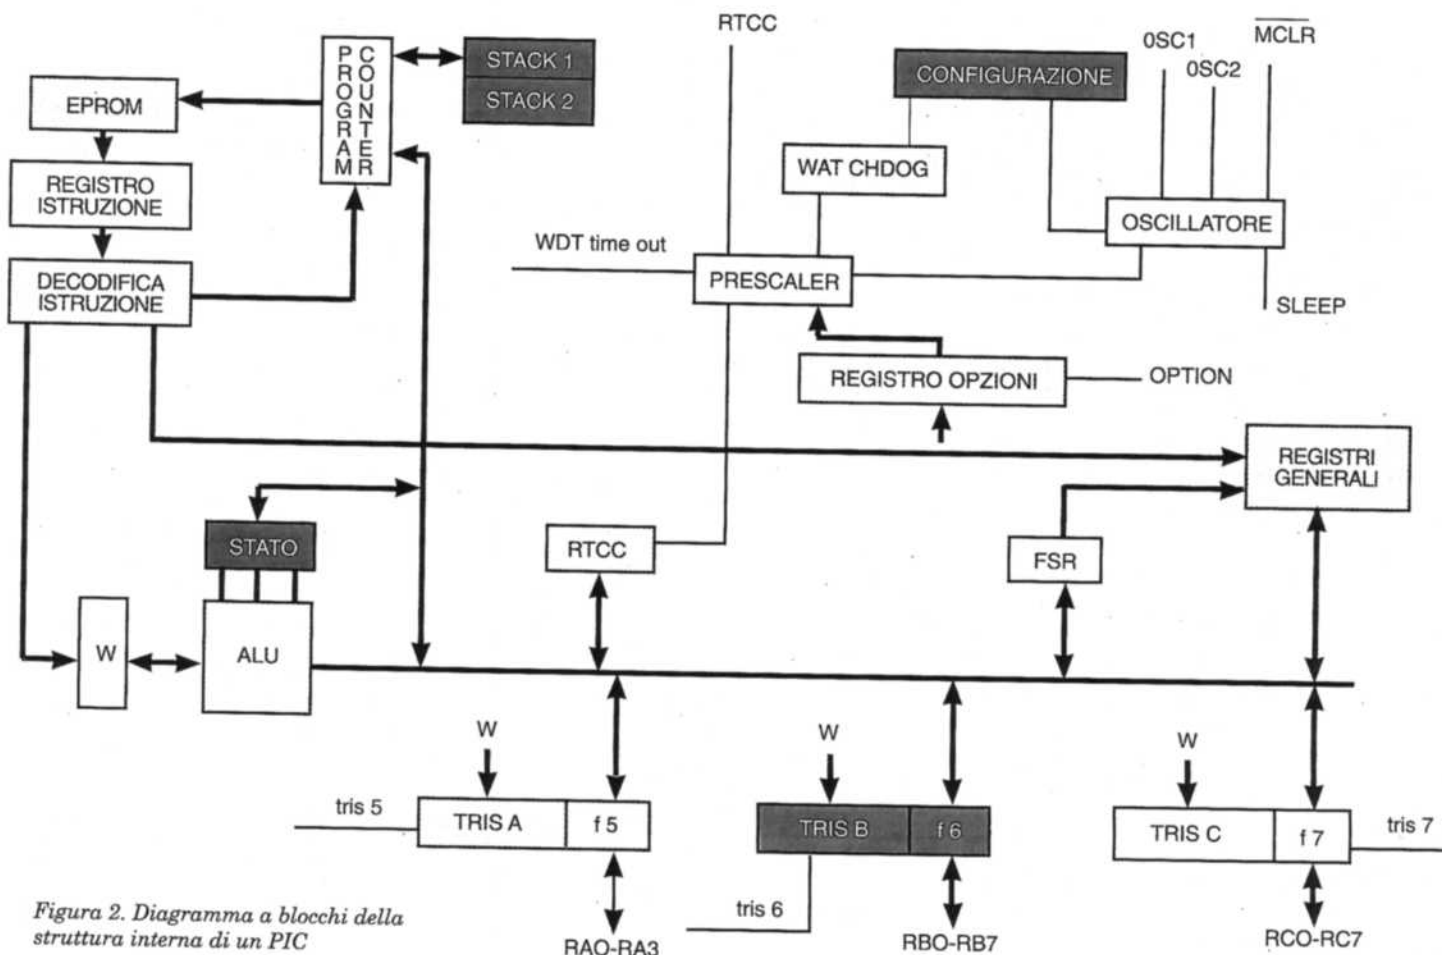 RTCC
MCLR
0SC1
0SC2
PROGRAM
COUNTER
STACK 1
STACK 2
CONFIGURAZIONE
EPROM
WAT CHDOG
REGISTRO
ISTRUZIONE
OSCILLATORE
WDT time out
PRESCALER
DECODIFICA
ISTRUZIONE
SLEEP
REGISTRO OPZIONI
OPTION
REGISTRI
GENERALI
STATO
RTCC
FSR
W
ALU
W
W
W
tris 5
TRIS A
f 5
TRIS B
f 6
TRIS C
f 7
tris 7
tris 6
Figura 2. Diagramma a blocchi della
struttura interna di un PIC
RAO-RA3
RBO-RB7
RCO-RC7